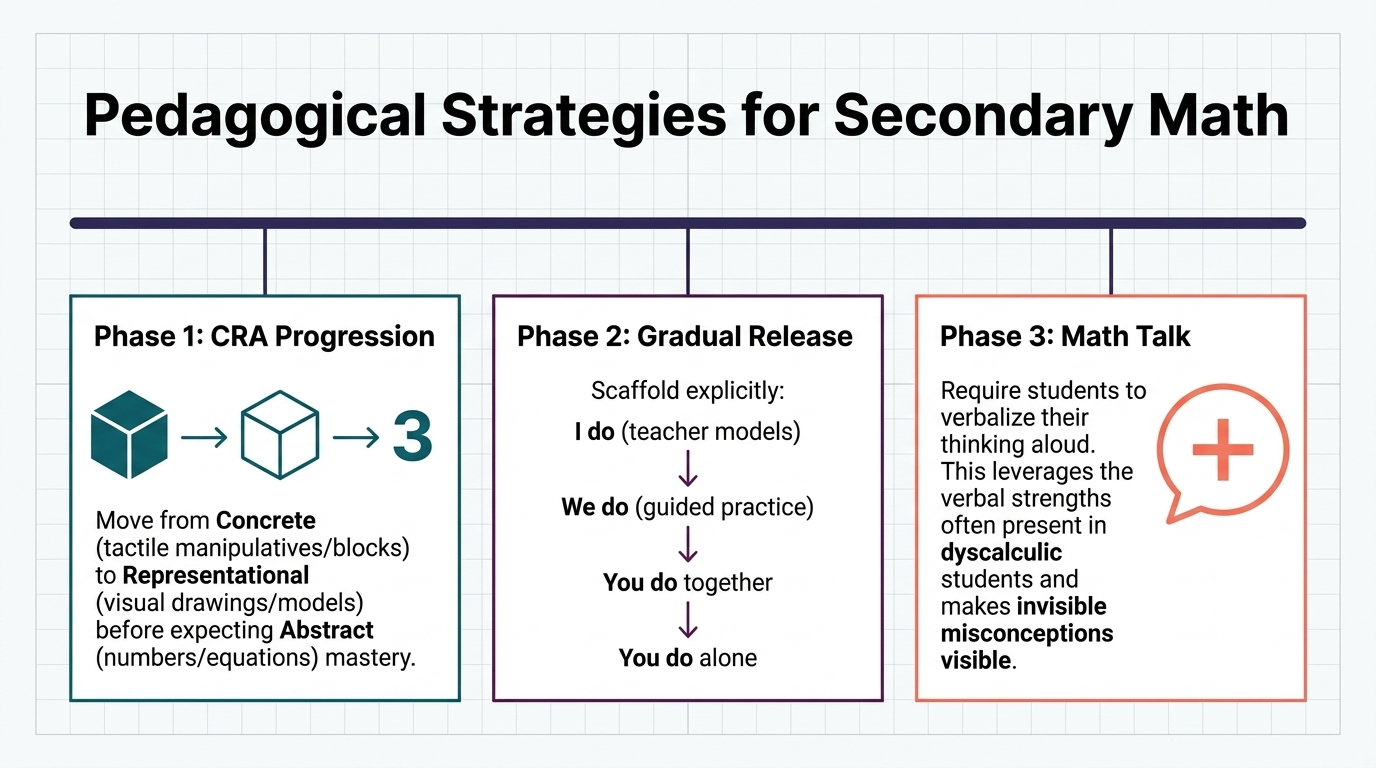 Pedagogical Strategies for Secondary Math
Phase 1: CRA Progression
3
Move from Concrete
(tactile manipulatives/blocks)
to Representational
(visual drawings/models)
before expecting Abstract
(numbers/equations) mastery.
Phase 2: Gradual Release
Scaffold explicitly:
I do (teacher models)
We do (guided practice)
You do together
You do alone
Phase 3: Math Talk
Require students to
verbalize their
thinking aloud.
This leverages the
verbal strengths
often present in
dyscalculic
students and
makes invisible
misconceptions
visible.
+